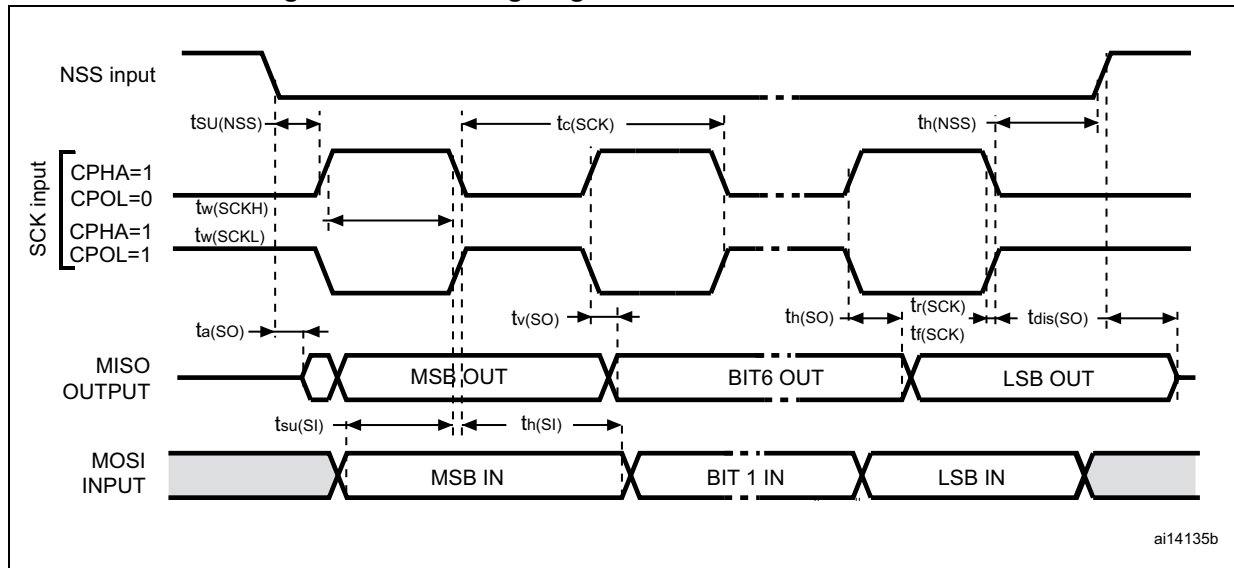 NSS input
tSU(NSS)
tc(SCK)
th(NSS)
SCK input
CPHA=1
CPOL=0
tw(SCKH)
CPHA=1
tw(SCKL)
CPOL=1
ta(SO)
tv(SO)
th(SO)
tr(SCK)
tf(SCK)
tdis(SO)
MISO
OUTPUT
MSB OUT
BIT6 OUT
LSB OUT
tsu(SI)
th(SI)
MOSI
INPUT
MSB IN
BIT 1 IN
LSB IN
ai14135b